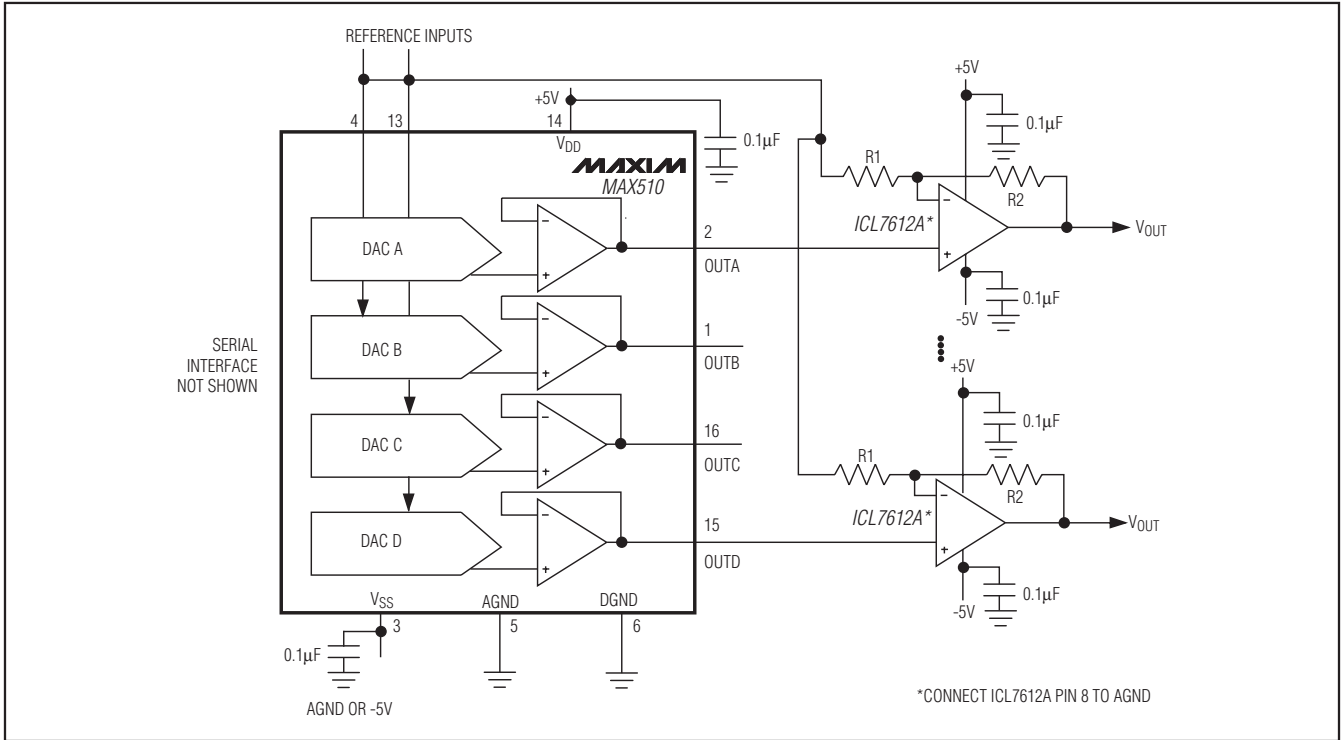 REFERENCE INPUTS
+5V
4
13
14
VDD
0.1µF
MAXIM
MAX510
DAC A
2
OUTA
DAC B
1
OUTB
SERIAL
INTERFACE
NOT SHOWN
DAC C
16
OUTC
DAC D
15
OUTD
VSS
3
AGND
5
DGND
6
0.1µF
AGND OR -5V
+5V
0.1µF
R1
R2
ICL7612A*
-
+
VOUT
0.1µF
-5V
+5V
0.1µF
R1
R2
ICL7612A*
-
+
VOUT
0.1µF
-5V
-
+
-
+
-
+
-
+
*CONNECT ICL7612A PIN 8 TO AGND